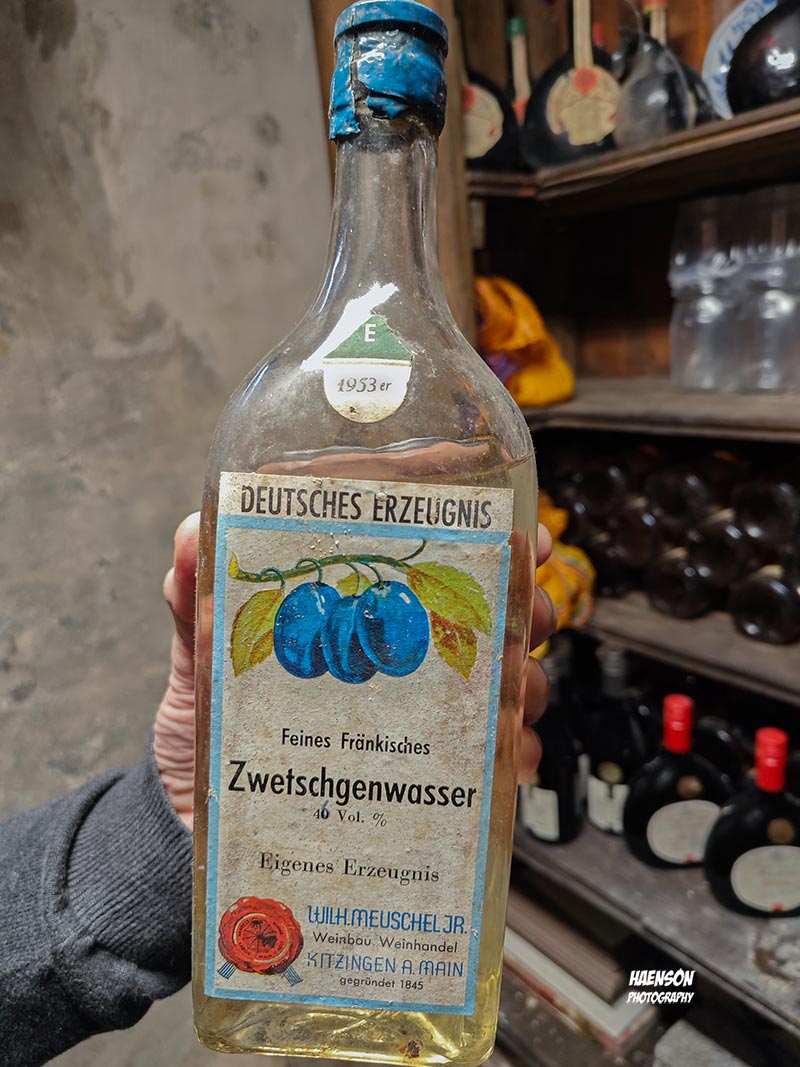 E
1953er
DEUTSCHES ERZEUGNIS
Feines Fränkisches
Zwetschgenwasser
46 Vol. %
Eigenes Erzeugnis
WILH. MEUSCHEL JR.
Weinbau. Weinhandel
KITZINGEN A. MAIN
gegründet 1845
HAENSON
PHOTOGRAPHY